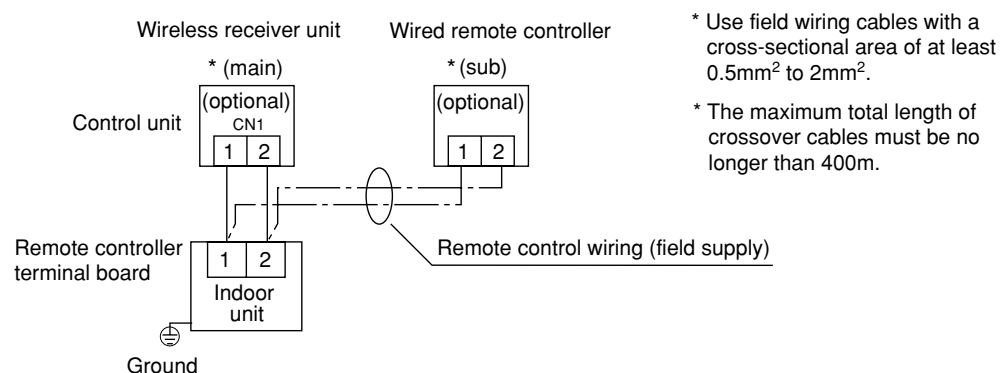 Wireless receiver unit
* (main)
(optional)
CN1
1 2
Control unit
Wired remote controller
* (sub)
(optional)
1 2
* Use field wiring cables with a
cross-sectional area of at least
0.5mm² to 2mm².
* The maximum total length of
crossover cables must be no
longer than 400m.
Remote controller
terminal board
1 2
Indoor
unit
Ground
Remote control wiring (field supply)